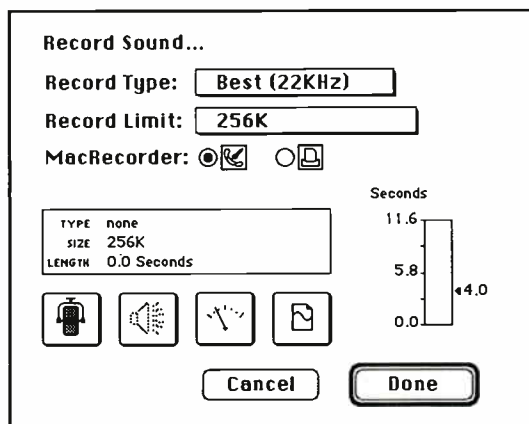 Record Sound...
Record Type: Best (22KHz)
Record Limit: 256K
MacRecorder:
Seconds
TYPE none
SIZE 256K
LENGTH 0.0 Seconds
11.6
5.8
4.0
0.0
Cancel
Done